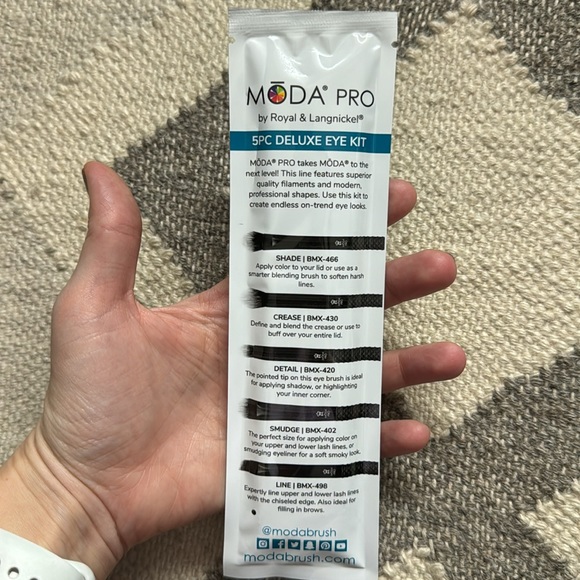 MŌDA® PRO
by Royal & Langnickel®
5PC DELUXE EYE KIT
MŌDA® PRO takes MŌDA® to the
next level! This line features superior
quality filaments and modern,
professional shapes. Use this kit to
create endless on-trend eye looks.
SHADE | BMX-466
Apply color to your lid or use as a
smarter blending brush to soften harsh
lines.
CREASE | BMX-430
Define and blend the crease or use to
buff over your entire lid.
DETAIL | BMX-420
The pointed tip on this eye brush is ideal
for applying shadow, or highlighting
your inner corner.
SMUDGE | BMX-402
The perfect size for applying color on
your upper and lower lash lines, or
smudging eyeliner for a soft smoky look.
LINE | BMX-498
Expertly line upper and lower lash lines
with the chiseled edge. Also ideal for
filling in brows.
@modabrush
modabrush.com